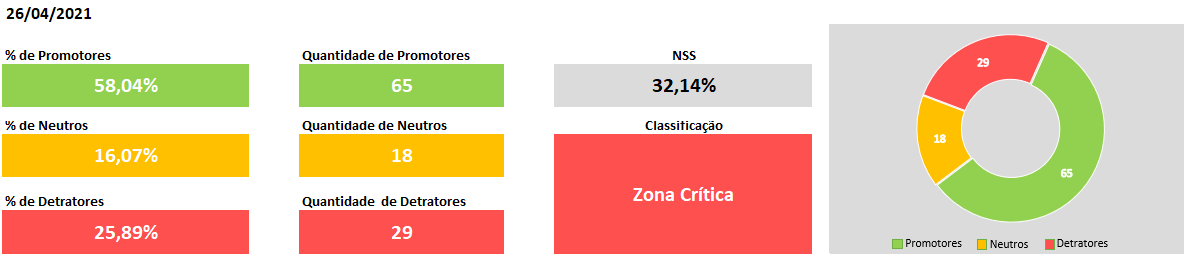 26/04/2021
% de Promotores
58,04%
Quantidade de Promotores
65
NSS
32,14%
% de Neutros
16,07%
Quantidade de Neutros
18
Classificação
Zona Crítica
% de Detratores
25,89%
Quantidade de Detratores
29
29
18
65
Promotores
Neutros
Detratores